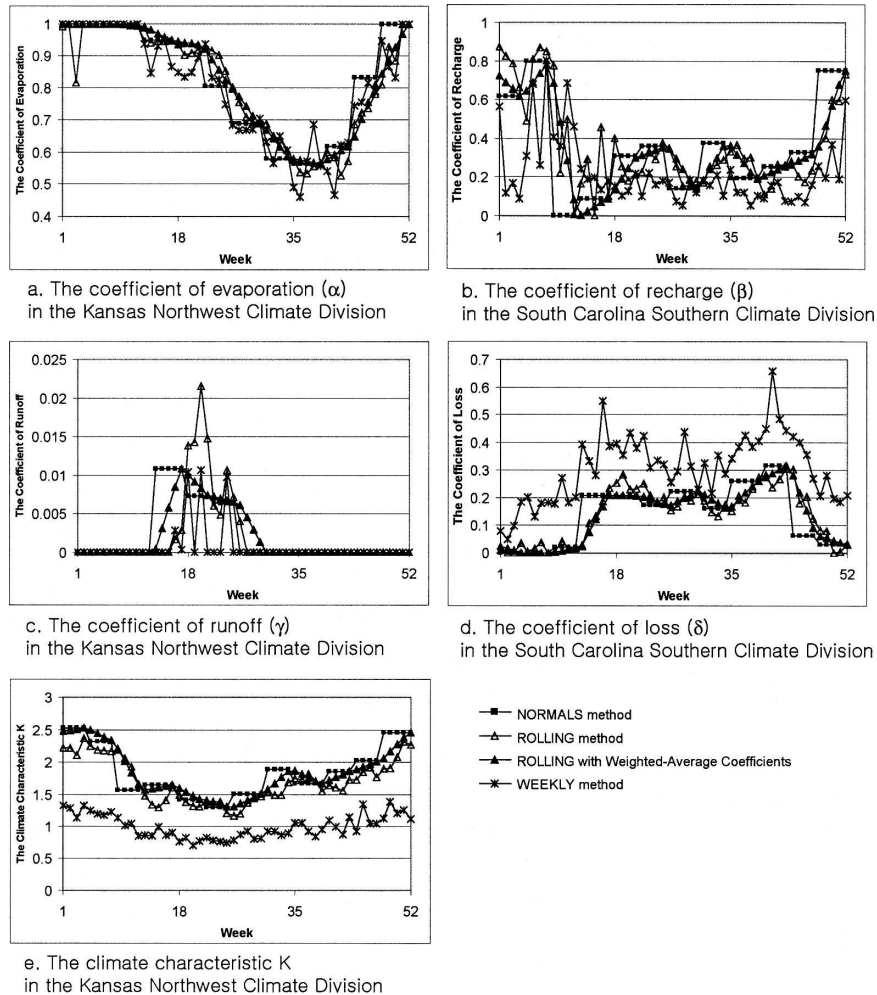 1
0.9
0.8
0.7
0.6
0.5
0.4
The Coefficient of Evaporation
1 18 35 52
Week
a. The coefficient of evaporation (α)
in the Kansas Northwest Climate Division
1
0.8
0.6
0.4
0.2
0
The Coefficient of Recharge
1 18 35 52
Week
b. The coefficient of recharge (β)
in the South Carolina Southern Climate Division
0.025
0.02
0.015
0.01
0.005
0
The Coefficient of Runoff
1 18 35 52
Week
c. The coefficient of runoff (γ)
in the Kansas Northwest Climate Division
0.7
0.6
0.5
0.4
0.3
0.2
0.1
0
The Coefficient of Loss
1 18 35 52
Week
d. The coefficient of loss (δ)
in the South Carolina Southern Climate Division
3
2.5
2
1.5
1
0.5
0
The Climate Characteristic K
1 18 35 52
Week
e. The climate characteristic K
in the Kansas Northwest Climate Division
NORMALS method
ROLLING method
ROLLING with Weighted-Average Coefficients
WEEKLY method